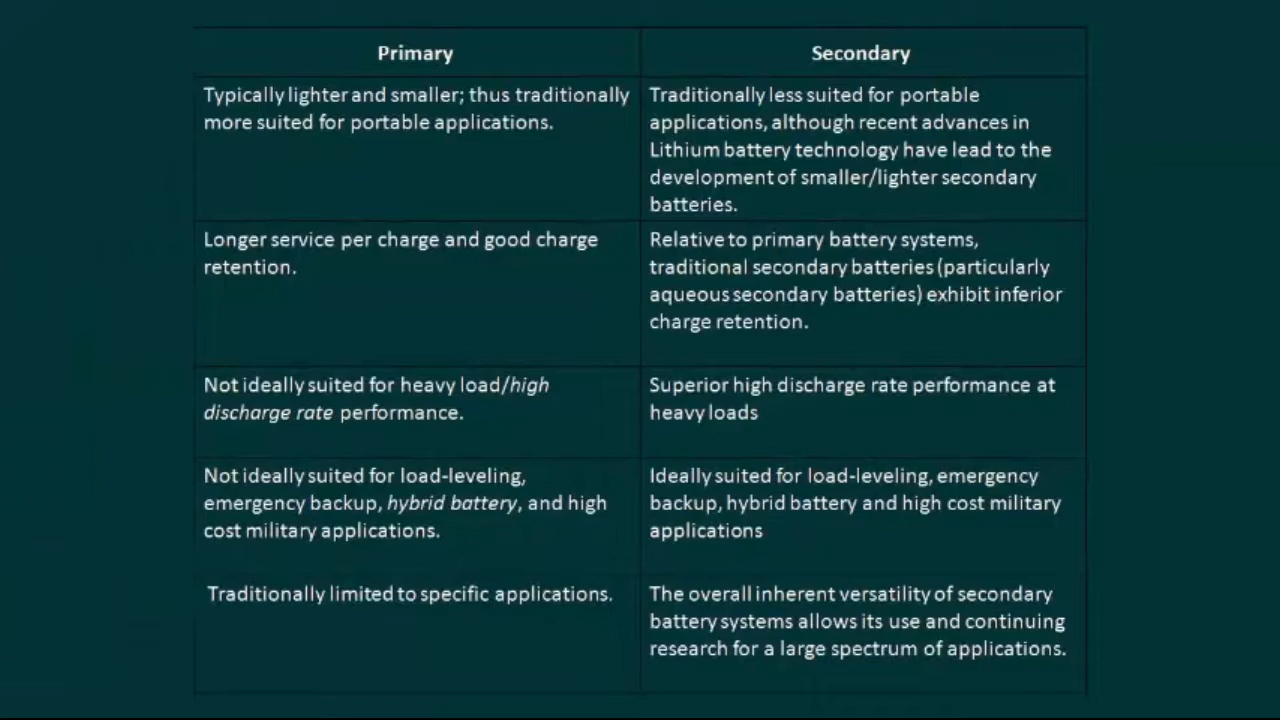 Primary
Secondary
Typically lighter and smaller; thus traditionally
more suited for portable applications.
Traditionally less suited for portable
applications, although recent advances in
Lithium battery technology have lead to the
development of smaller/lighter secondary
batteries.
Longer service per charge and good charge
retention.
Relative to primary battery systems,
traditional secondary batteries (particularly
aqueous secondary batteries) exhibit inferior
charge retention.
Not ideally suited for heavy load/high
discharge rate performance.
Superior high discharge rate performance at
heavy loads
Not ideally suited for load-leveling,
emergency backup, hybrid battery, and high
cost military applications.
Ideally suited for load-leveling, emergency
backup, hybrid battery and high cost military
applications
Traditionally limited to specific applications.
The overall inherent versatility of secondary
battery systems allows its use and continuing
research for a large spectrum of applications.